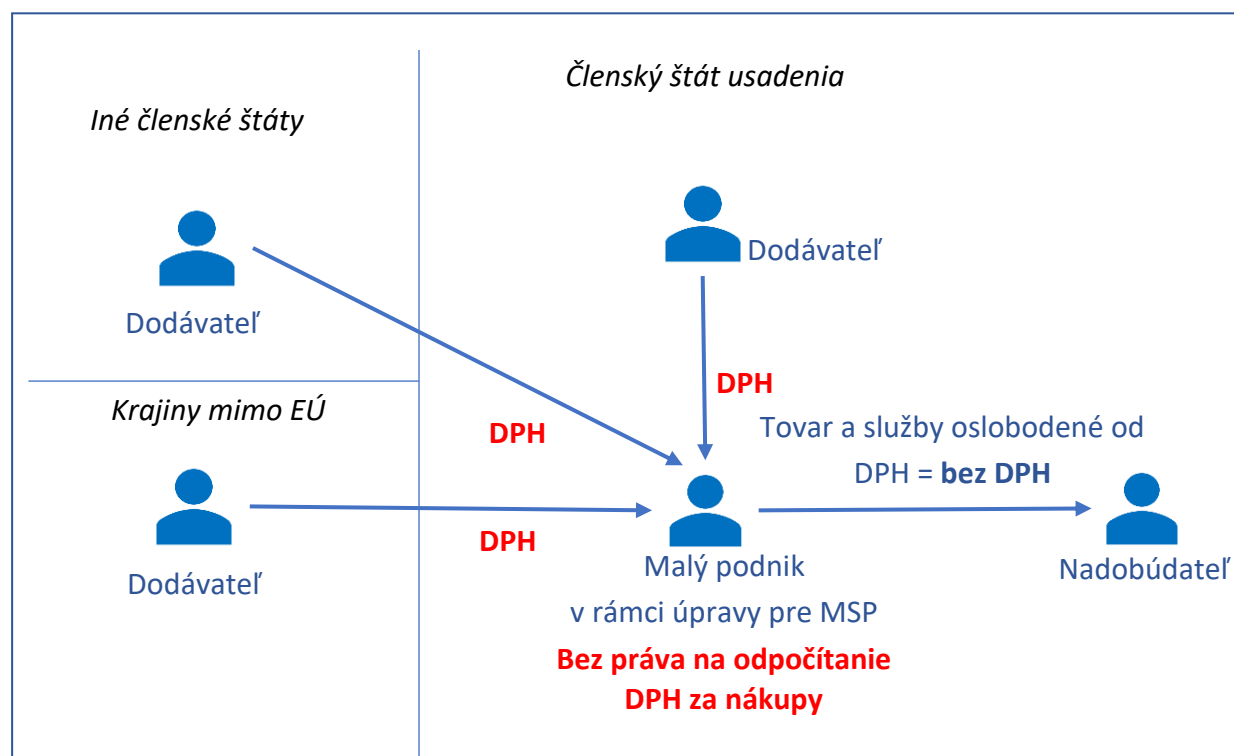 Iné členské štáty
Dodávateľ
Krajiny mimo EÚ
Dodávateľ
Členský štát usadenia
Dodávateľ
DPH
DPH
DPH
Tovar a služby oslobodené od
DPH = bez DPH
Malý podnik
v rámci úpravy pre MSP
Bez práva na odpočítanie
DPH za nákupy
Nadobúdateľ